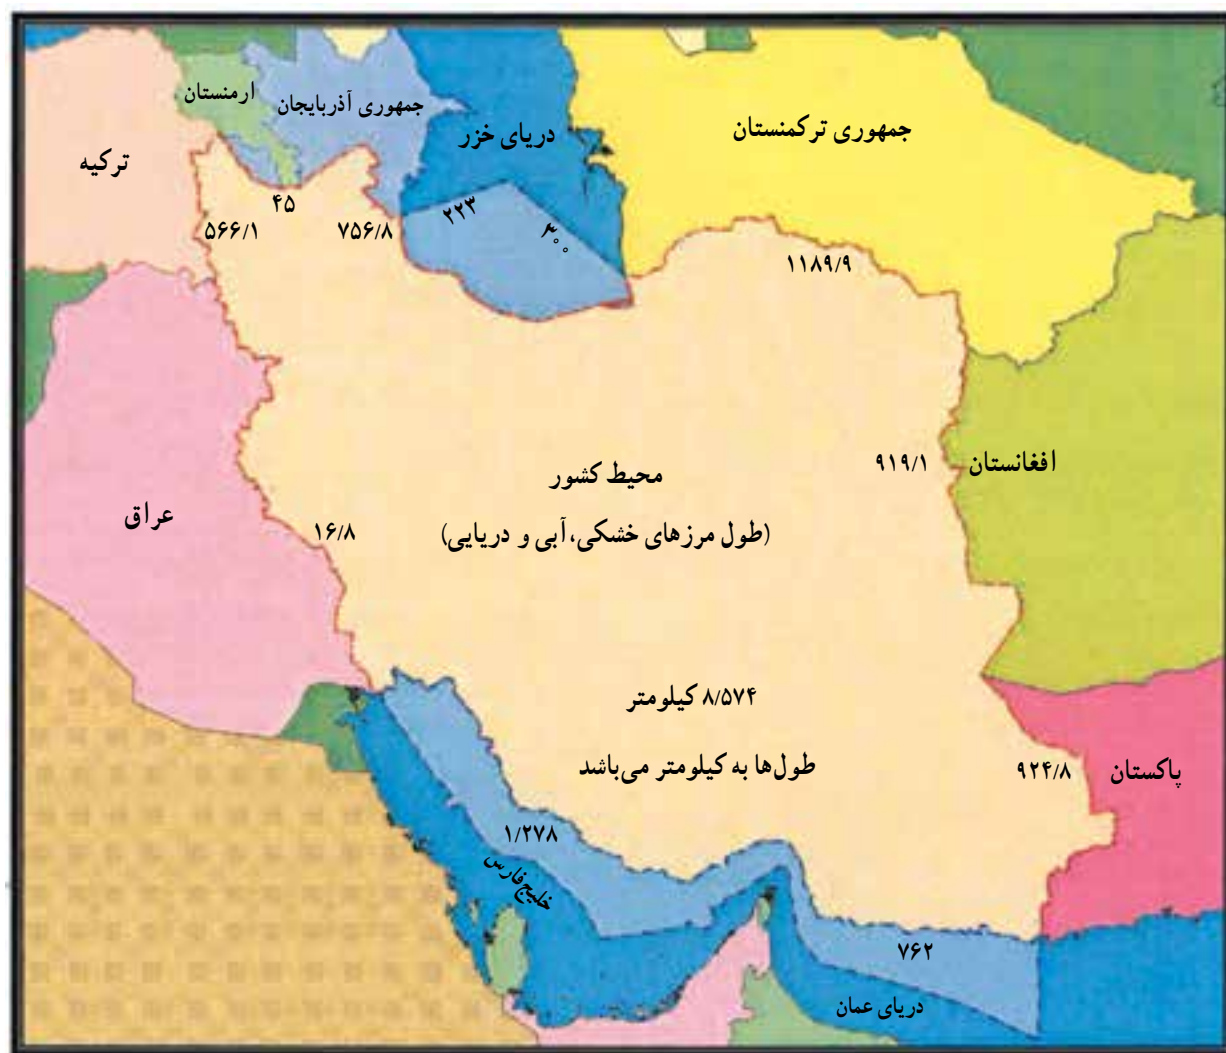 ارمنستان
جمهوری آذربایجان
دریای خزر
جمهوری ترکمنستان
ترکیه
۵۶۶/۱
۴۵
۷۵۶/۸
۲۲۳
۳۰۰
۱۱۸۹/۹
افغانستان
۹۱۹/۱
عراق
۱۶/۸
محیط کشور
(طول مرزهای خشکی، آبی و دریایی)
۸/۵۷۴ کیلومتر
طول‌ها به کیلومتر می‌باشد
پاکستان
۹۲۴/۸
۱/۲۷۸
خلیج‌فارس
۷۶۲
دریای عمان